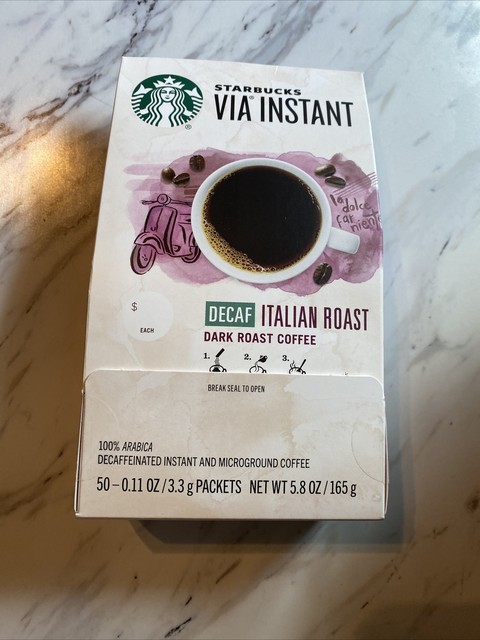 STARBUCKS
VIA® INSTANT
la
dolce
far
niente
$
EACH
DECAF ITALIAN ROAST
DARK ROAST COFFEE
1. 2. 3.
BREAK SEAL TO OPEN
100% ARABICA
DECAFFEINATED INSTANT AND MICROGROUND COFFEE
50 – 0.11 OZ / 3.3 g PACKETS NET WT 5.8 OZ / 165 g